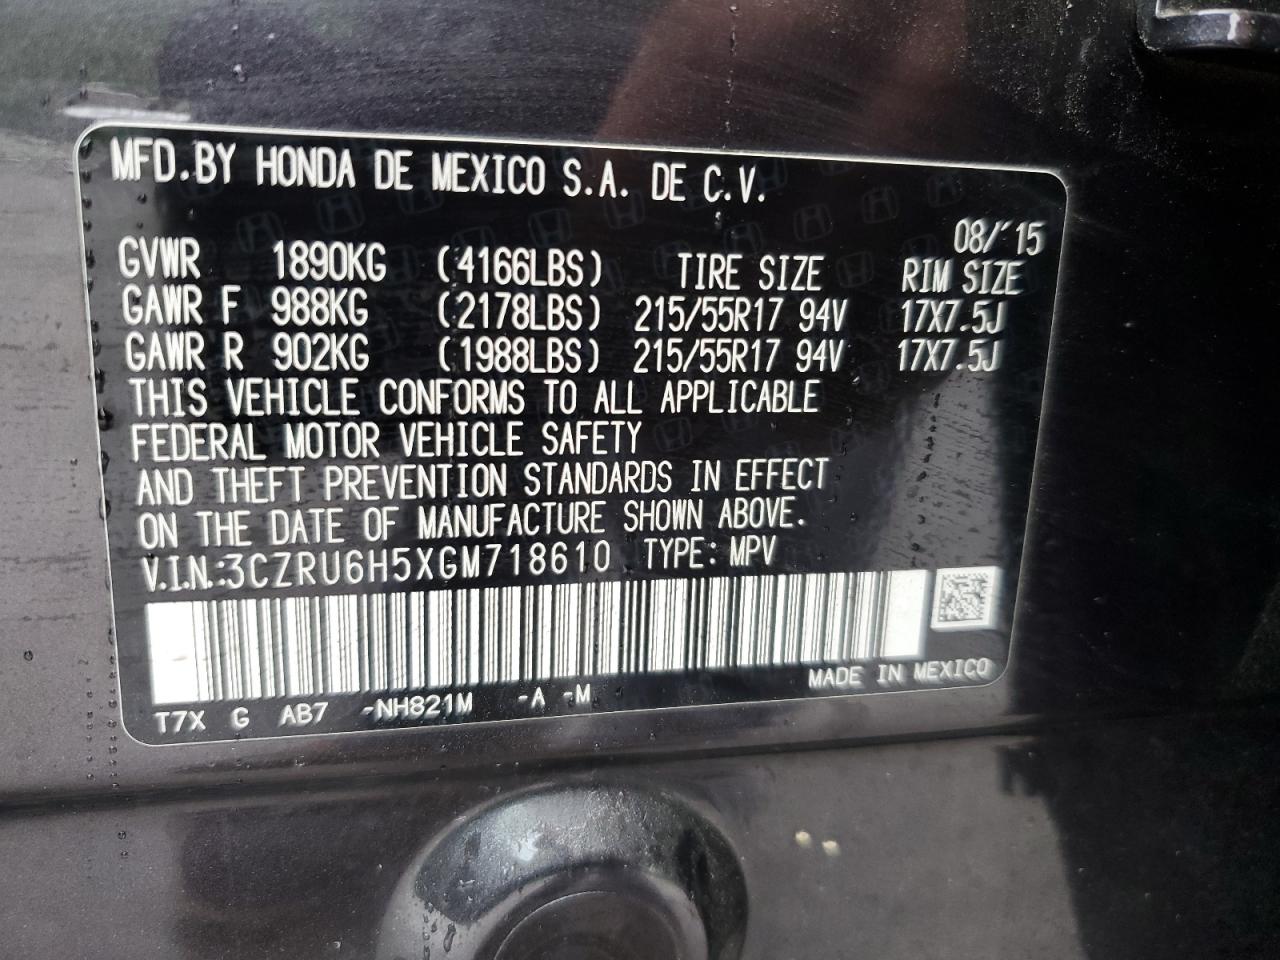 MFD.BY HONDA DE MEXICO S.A. DE C.V.
08/'15
GVWR 1890KG (4166LBS) TIRE SIZE RIM SIZE
GAWR F 988KG (2178LBS) 215/55R17 94V 17X7.5J
GAWR R 902KG (1988LBS) 215/55R17 94V 17X7.5J
THIS VEHICLE CONFORMS TO ALL APPLICABLE
FEDERAL MOTOR VEHICLE SAFETY
AND THEFT PREVENTION STANDARDS IN EFFECT
ON THE DATE OF MANUFACTURE SHOWN ABOVE.
V.I.N.:3CZRU6H5XGM718610 TYPE: MPV
MADE IN MEXICO
T7X G AB7 -NH821M -A -M